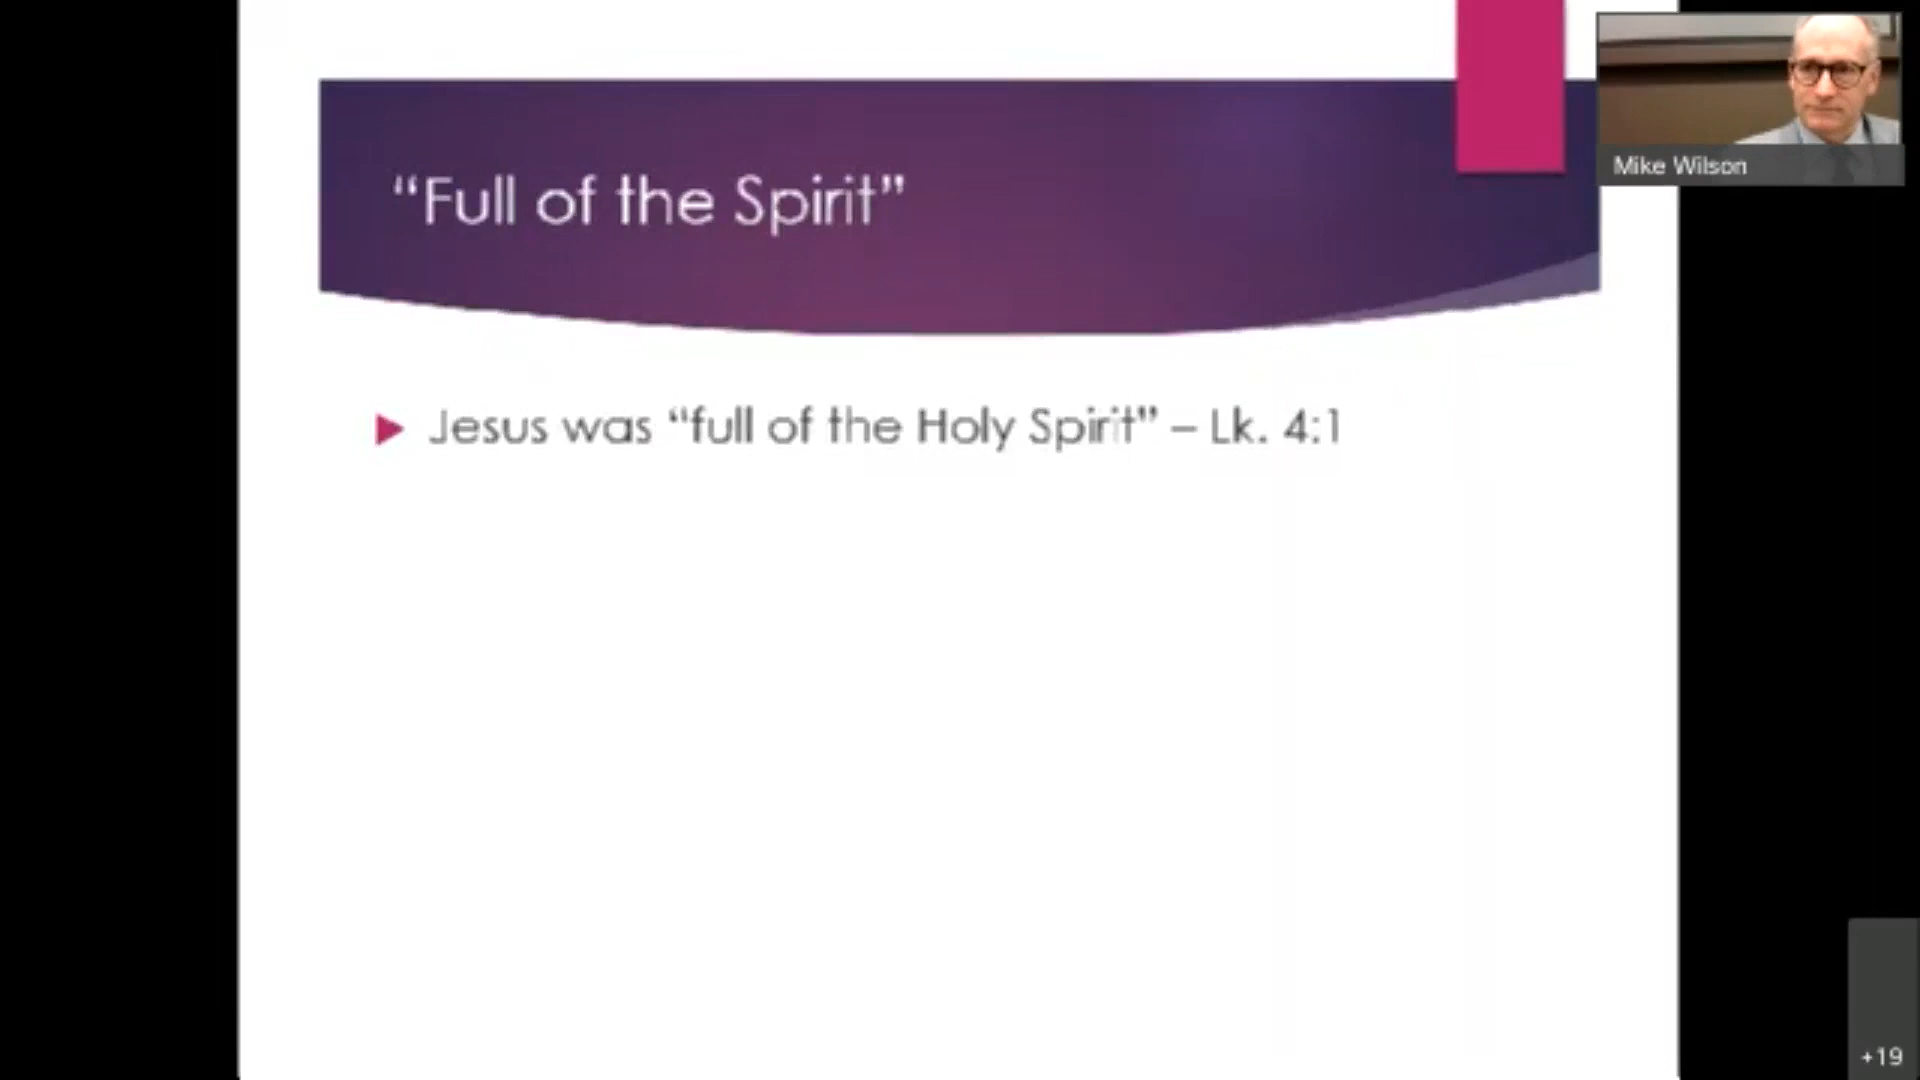 “Full of the Spirit”
Mike Wilson
Jesus was “full of the Holy Spirit” – Lk. 4:1
+19